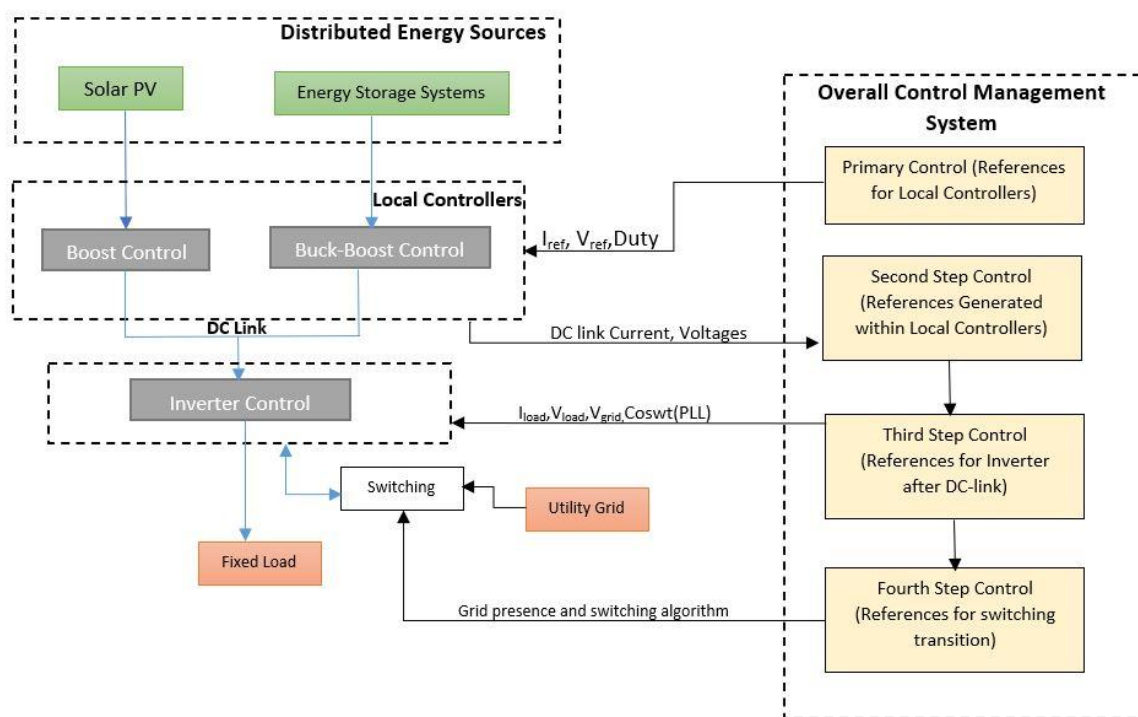 Distributed Energy Sources
Solar PV
Energy Storage Systems
Overall Control Management
System
Primary Control (References
for Local Controllers)
Local Controllers
Boost Control
Buck-Boost Control
Iref, Vref,Duty
Second Step Control
(References Generated
within Local Controllers)
DC Link
DC link Current, Voltages
Inverter Control
Iload,Vload,Vgrid,Coswt(PLL)
Third Step Control
(References for Inverter
after DC-link)
Switching
Utility Grid
Fixed Load
Fourth Step Control
(References for switching
transition)
Grid presence and switching algorithm